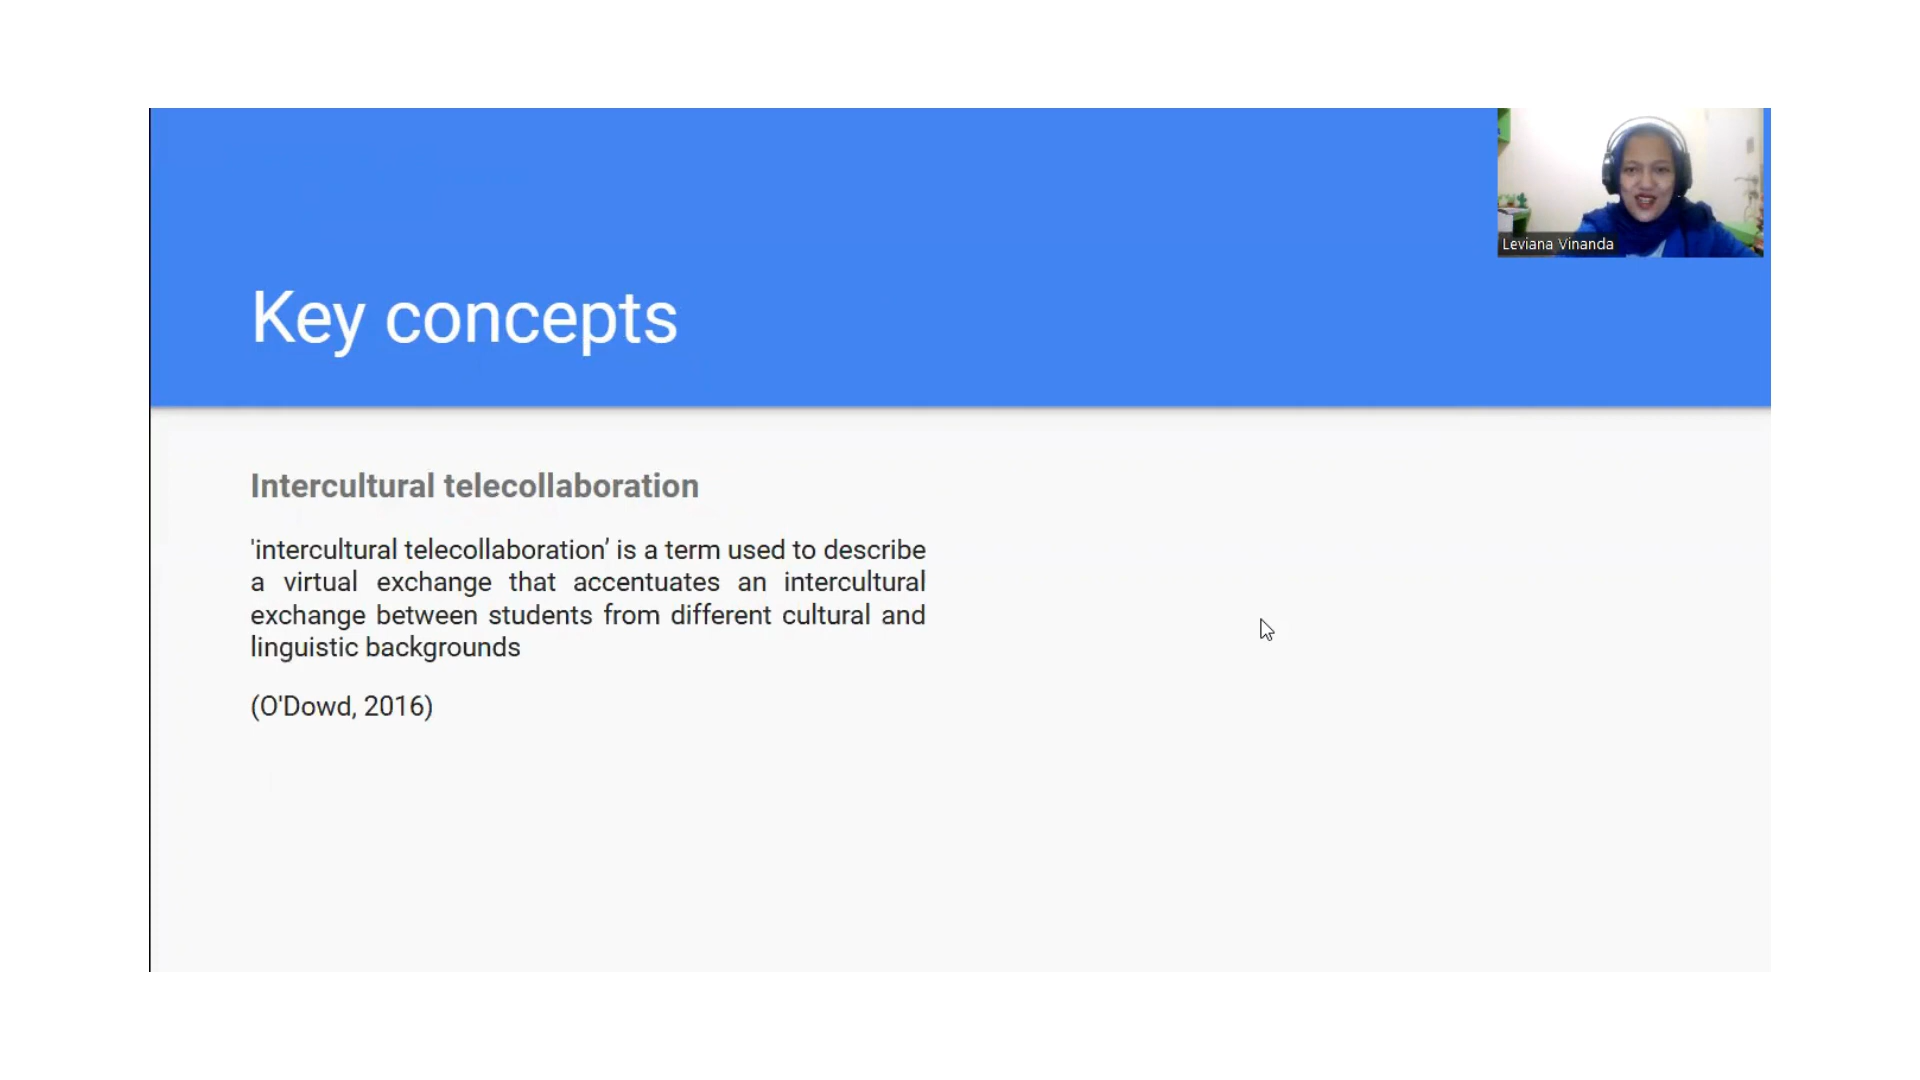 Leviana Vinanda
Key concepts
Intercultural telecollaboration
'intercultural telecollaboration’ is a term used to describe
a virtual exchange that accentuates an intercultural
exchange between students from different cultural and
linguistic backgrounds
(O'Dowd, 2016)